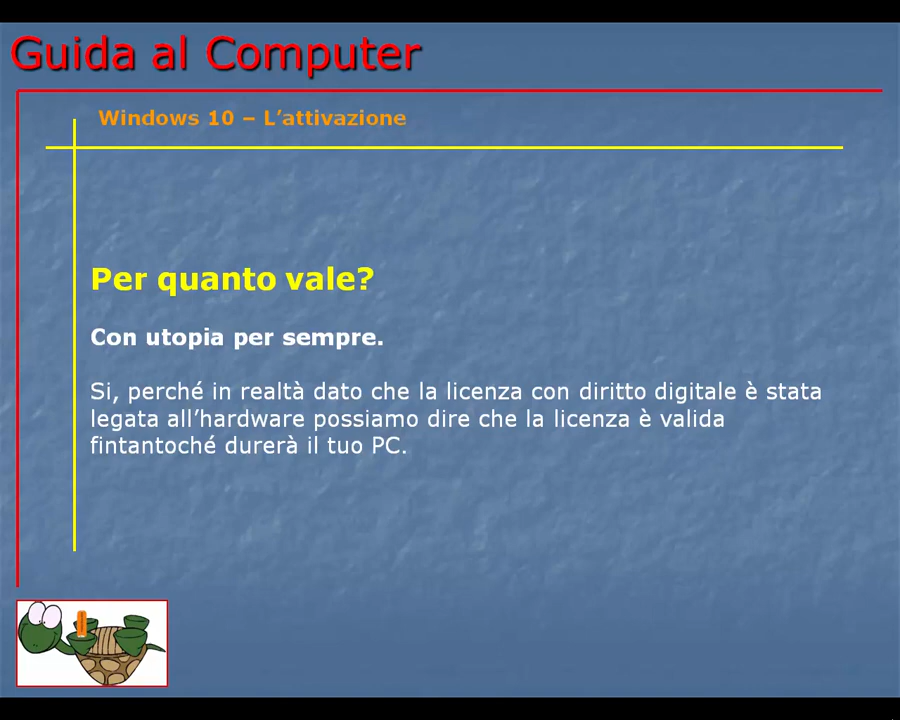 Guida al Computer
Windows 10 – L’attivazione
Per quanto vale?
Con utopia per sempre.
Si, perché in realtà dato che la licenza con diritto digitale è stata
legata all’hardware possiamo dire che la licenza è valida
fintantoché durerà il tuo PC.